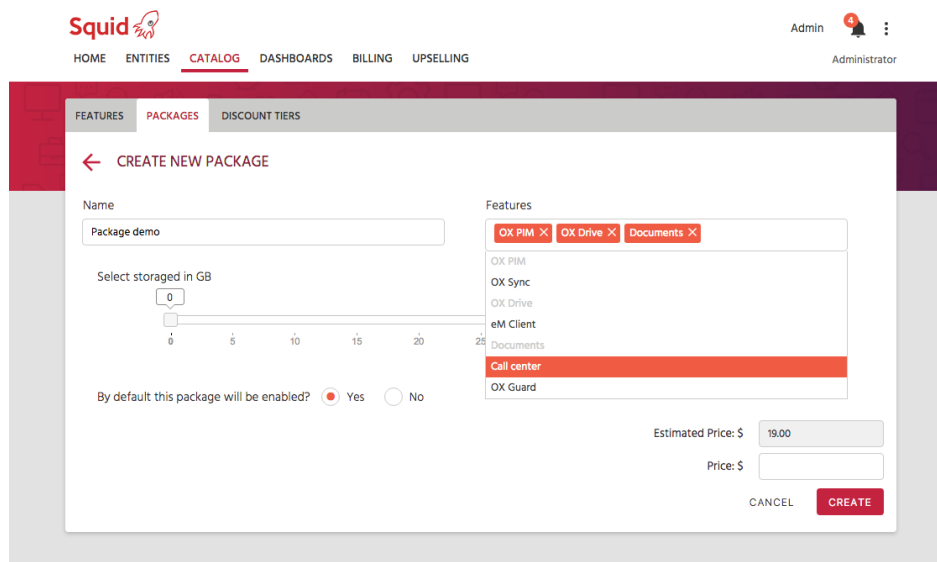 Squid
Admin
4
HOME ENTITIES CATALOG DASHBOARDS BILLING UPSELLING
Administrator
FEATURES PACKAGES DISCOUNT TIERS
CREATE NEW PACKAGE
Name
Package demo
Features
OX PIM OX Drive Documents
OX PIM
OX Sync
OX Drive
eM Client
Documents
Call center
OX Guard
Select storaged in GB
0
0 5 10 15 20 25
By default this package will be enabled? Yes No
Estimated Price: $ 19.00
Price: $
CANCEL CREATE